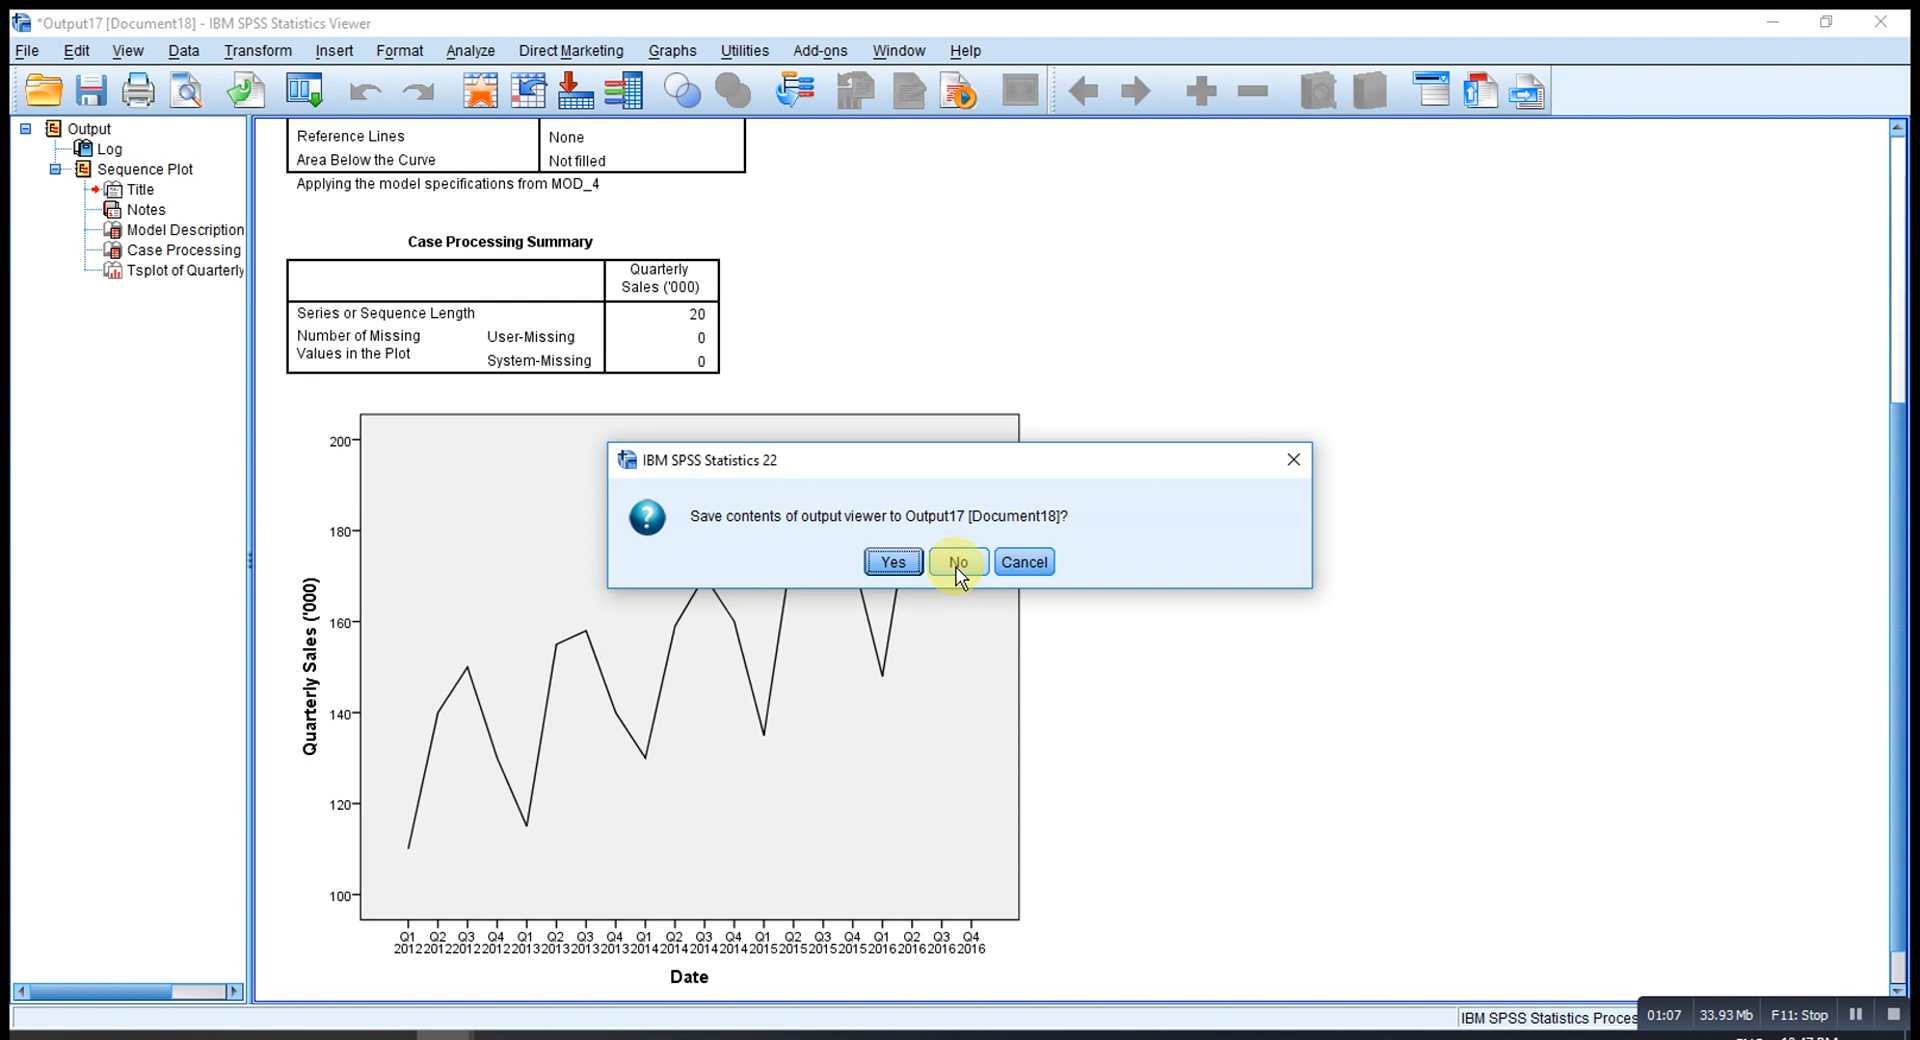 *Output17 [Document18] - IBM SPSS Statistics Viewer
File Edit View Data Transform Insert Format Analyze Direct Marketing Graphs Utilities Add-ons Window Help
Output
Log
Sequence Plot
Title
Notes
Model Description
Case Processing
Tsplot of Quarterly
Reference Lines None
Area Below the Curve Not filled
Applying the model specifications from MOD_4
Case Processing Summary
Quarterly
Sales ('000)
Series or Sequence Length 20
Number of Missing
Values in the Plot
User-Missing 0
System-Missing 0
IBM SPSS Statistics 22
Save contents of output viewer to Output17 [Document18]?
Yes No Cancel
200
180
160
140
120
100
Quarterly Sales ('000)
Q1 Q2 Q3 Q4 Q1 Q2 Q3 Q4 Q1 Q2 Q3 Q4 Q1 Q2 Q3 Q4 Q1 Q2 Q3 Q4
2012 2012 2012 2012 2013 2013 2013 2013 2014 2014 2014 2014 2015 2015 2015 2015 2016 2016 2016 2016
Date
IBM SPSS Statistics Proces
01:07 33.93 Mb F11: Stop